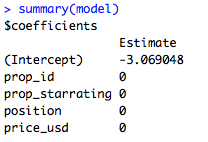 > summary(model)
$coefficients
Estimate
(Intercept) -3.069048
prop_id 0
prop_starrating 0
position 0
price_usd 0